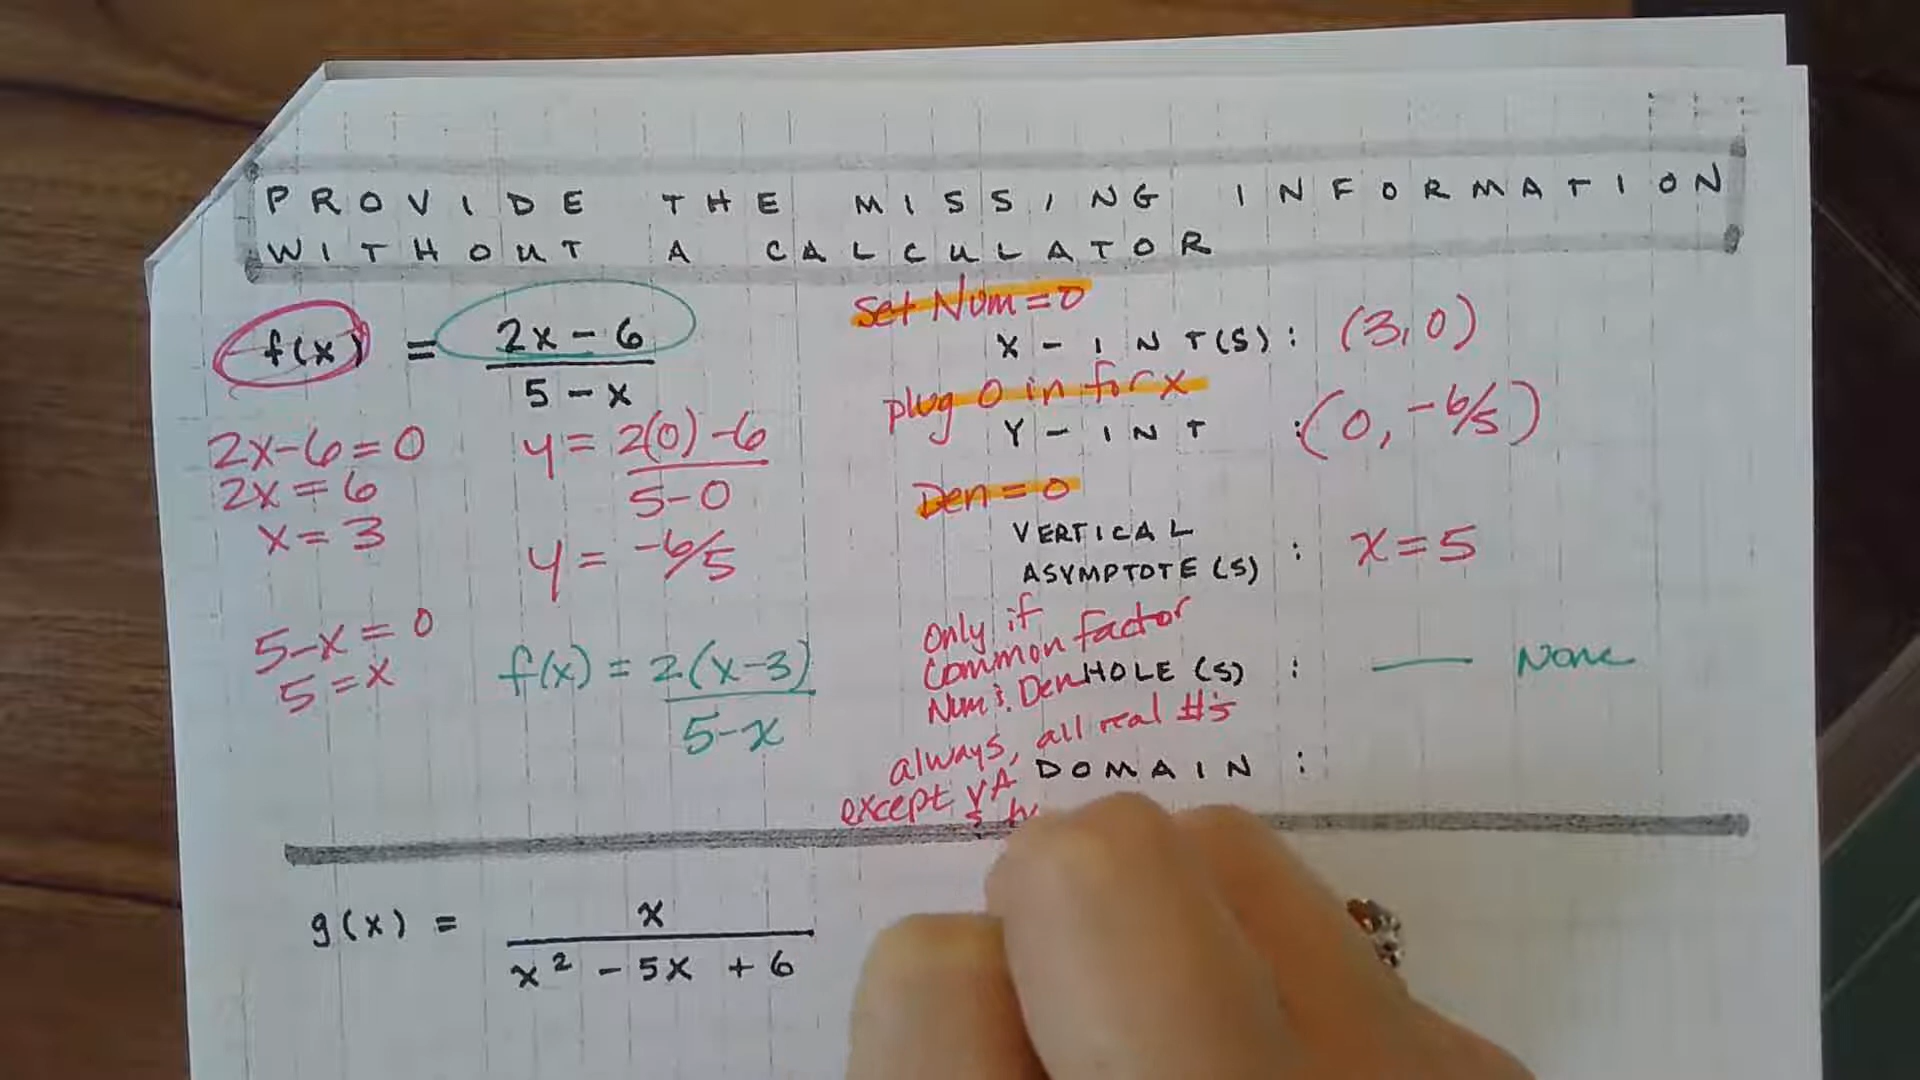 PROVIDE THE MISSING INFORMATION
WITHOUT A CALCULATOR
f(x) = 2x - 6
5 - x
2x-6=0
2x=6
x=3
5-x=0
5=x
y = 2(0)-6
5-0
y = -6/5
f(x) = 2(x-3)
5-x
Set Num=0
X-INT(S): (3,0)
plug 0 in for x
Y-INT :(0, -6/5)
Den=0
VERTICAL
ASYMPTOTE(S) : x=5
Only if
Common factor
Num & Den HOLE(S) : — None
always, all real #'s
except VA DOMAIN :
&
g(x) = x
x² - 5x + 6